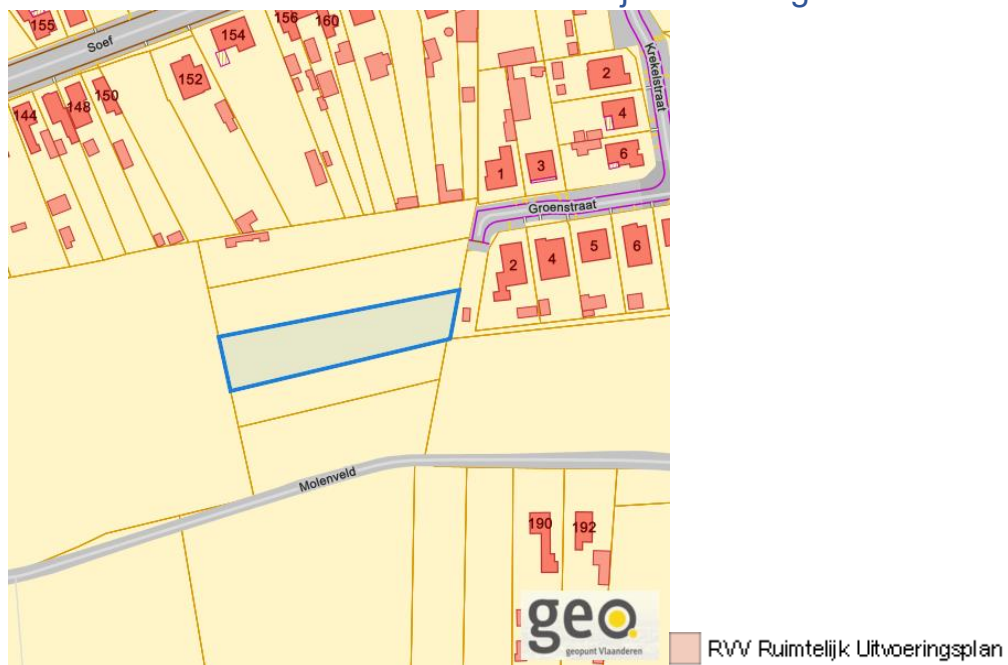 155
Soef
154
156
160
152
150
148
144
Krekelstraat
2
4
6
1
3
Groenstraat
2
4
5
6
Molenveld
190
192
geo
geopunt Vlaanderen
RVV Ruimtelijk Uitvoeringsplan